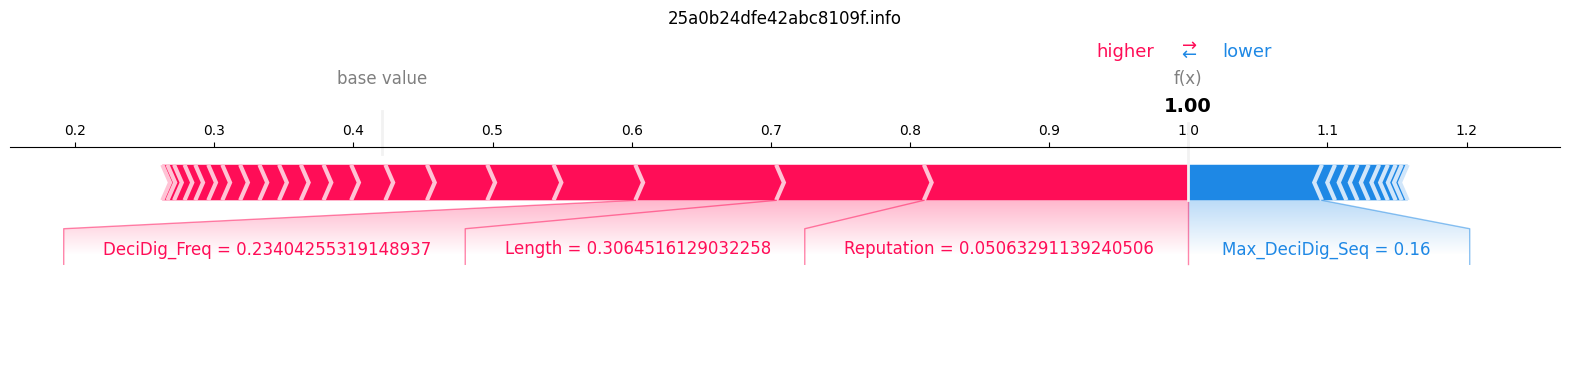 25a0b24dfe42abc8109f.info
higher → lower
←
base value f(x)
1.00
0.2 0.3 0.4 0.5 0.6 0.7 0.8 0.9 1.0 1.1 1.2
DeciDig_Freq = 0.23404255319148937 Length = 0.3064516129032258 Reputation = 0.05063291139240506 Max_DeciDig_Seq = 0.16